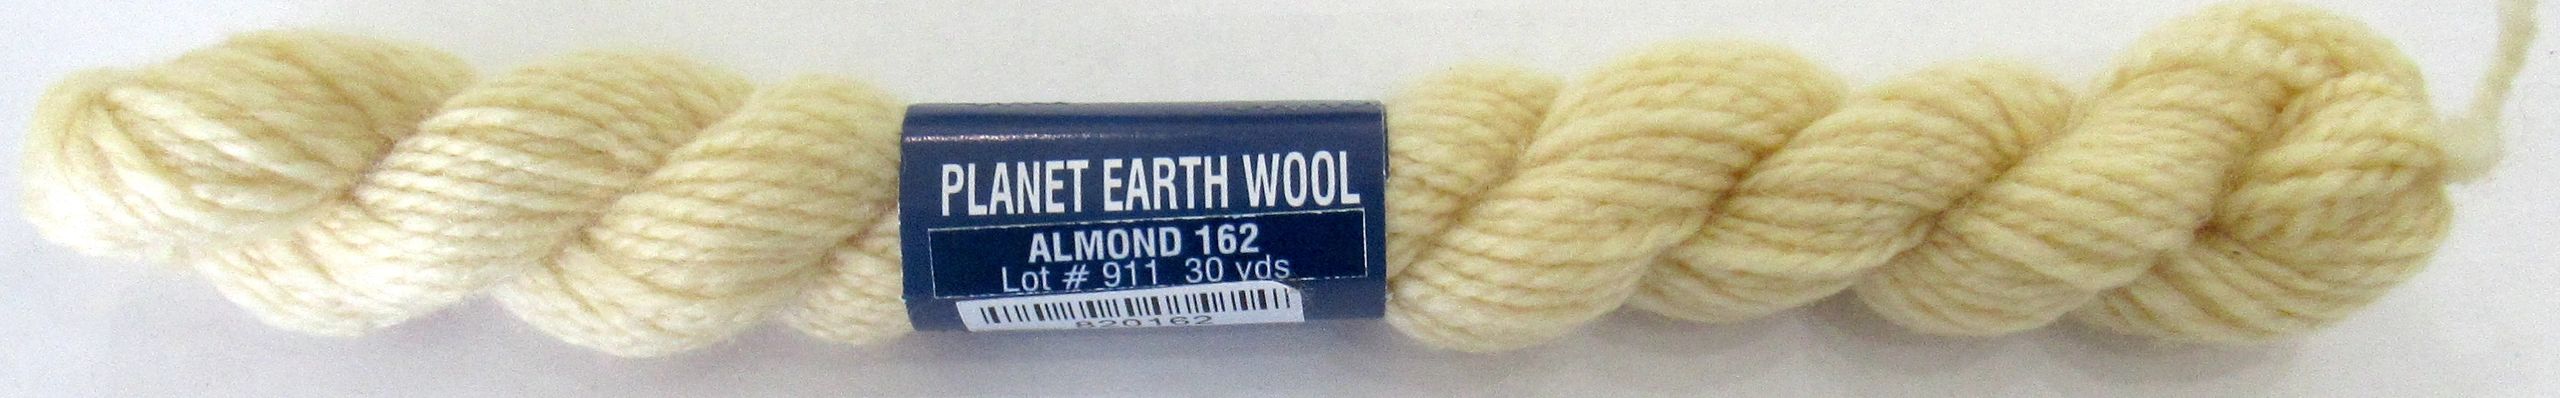 PLANET EARTH WOOL
ALMOND 162
Lot # 911 30 yds
820162